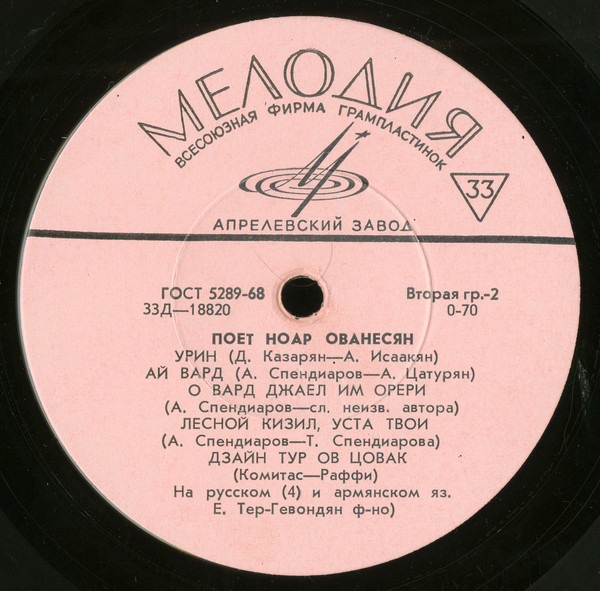 МЕЛОДИЯ
ВСЕСОЮЗНАЯ ФИРМА ГРАМПЛАСТИНОК
33
АПРЕЛЕВСКИЙ ЗАВОД
ГОСТ 5289-68 Вторая гр.-2
33Д—18820 0-70
ПОЕТ НОАР ОВАНЕСЯН
УРИН (Д. Казарян—А. Исаакян)
АЙ ВАРД (А. Спендиаров—А. Цатурян)
О ВАРД ДЖАЕЛ ИМ ОРЕРИ
(А. Спендиаров—сл. неизв. автора)
ЛЕСНОЙ КИЗИЛ, УСТА ТВОИ
(А. Спендиаров—Т. Спендиарова)
ДЗАЙН ТУР ОВ ЦОВАК
(Комитас—Раффи)
На русском (4) и армянском яз.
Е. Тер-Гевондян ф-но)